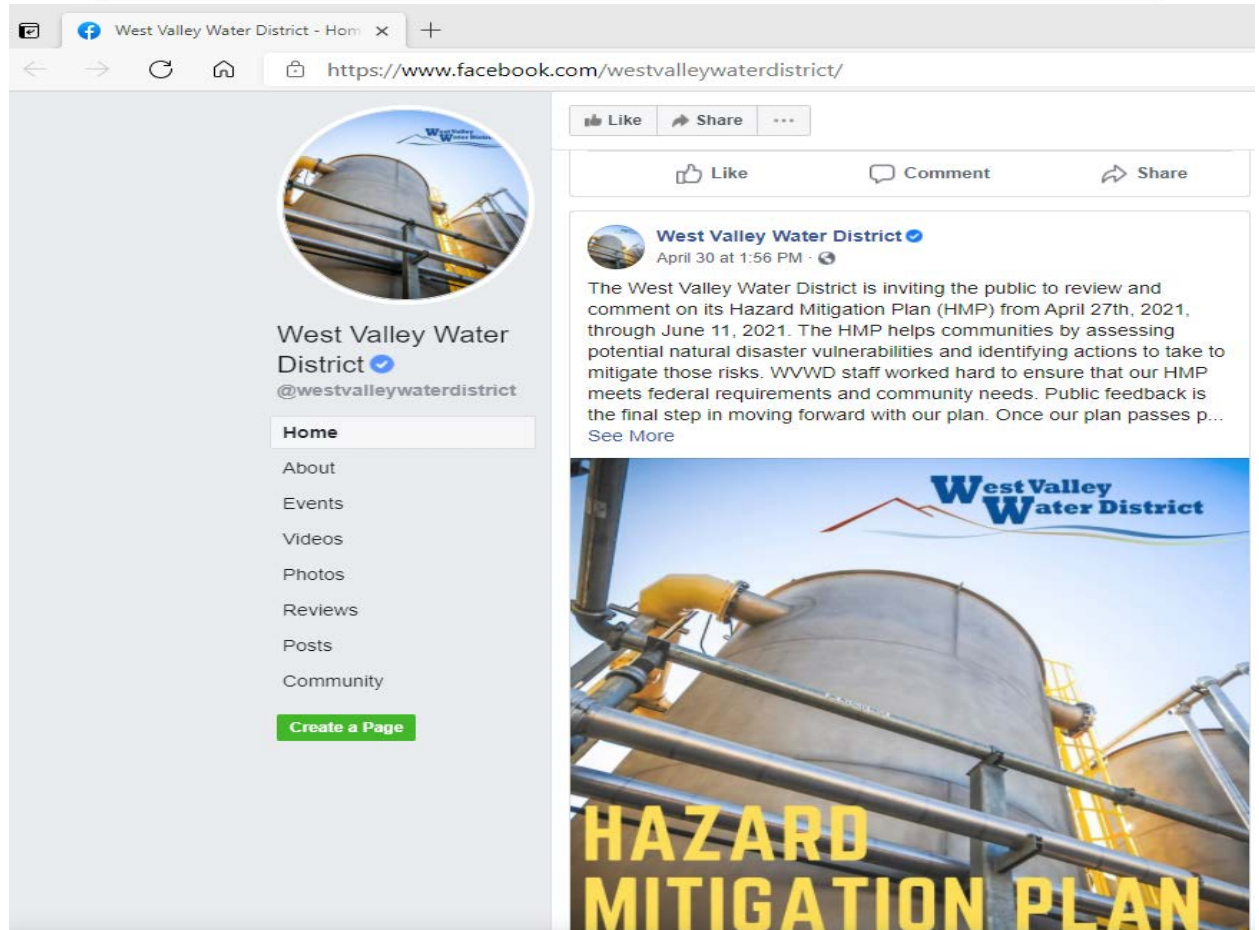 West Valley Water District - Hom
https://www.facebook.com/westvalleywaterdistrict/
West Valley
Water District
West Valley Water
District
@westvalleywaterdistrict
Home
About
Events
Videos
Photos
Reviews
Posts
Community
Create a Page
Like Share ...
Like Comment Share
West Valley Water District
April 30 at 1:56 PM ·
The West Valley Water District is inviting the public to review and
comment on its Hazard Mitigation Plan (HMP) from April 27th, 2021,
through June 11, 2021. The HMP helps communities by assessing
potential natural disaster vulnerabilities and identifying actions to take to
mitigate those risks. WVWD staff worked hard to ensure that our HMP
meets federal requirements and community needs. Public feedback is
the final step in moving forward with our plan. Once our plan passes p...
See More
West Valley
Water District
HAZARD
MITIGATION PLAN